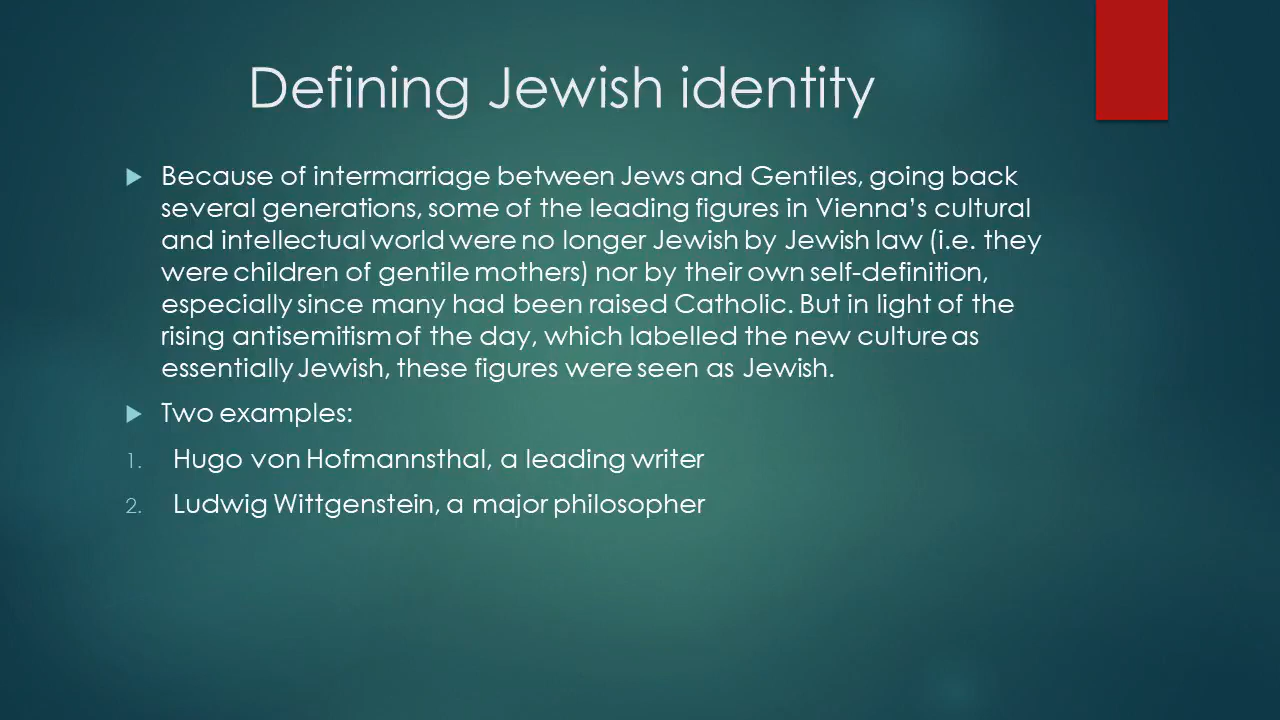 Defining Jewish identity
Because of intermarriage between Jews and Gentiles, going back
several generations, some of the leading figures in Vienna’s cultural
and intellectual world were no longer Jewish by Jewish law (i.e. they
were children of gentile mothers) nor by their own self-definition,
especially since many had been raised Catholic. But in light of the
rising antisemitism of the day, which labelled the new culture as
essentially Jewish, these figures were seen as Jewish.
Two examples:
1. Hugo von Hofmannsthal, a leading writer
2. Ludwig Wittgenstein, a major philosopher